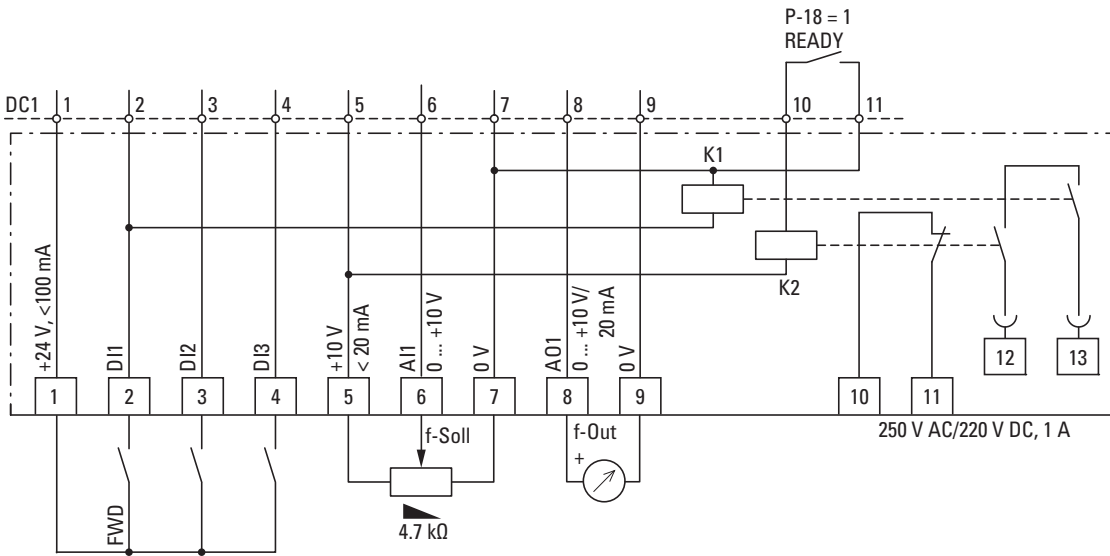 P-18 = 1
READY
DC1 1 2 3 4 5 6 7 8 9 10 11
K1
K2
+24 V, <100 mA
DI1
DI2
DI3
+10 V
< 20 mA
AI1
0 ... +10 V
0 V
AO1
0 ... +10 V/
20 mA
0 V
12 13
1 2 3 4 5 6 7 8 9 10 11
250 V AC/220 V DC, 1 A
f-Soll
f-Out
+
FWD
4.7 kΩ